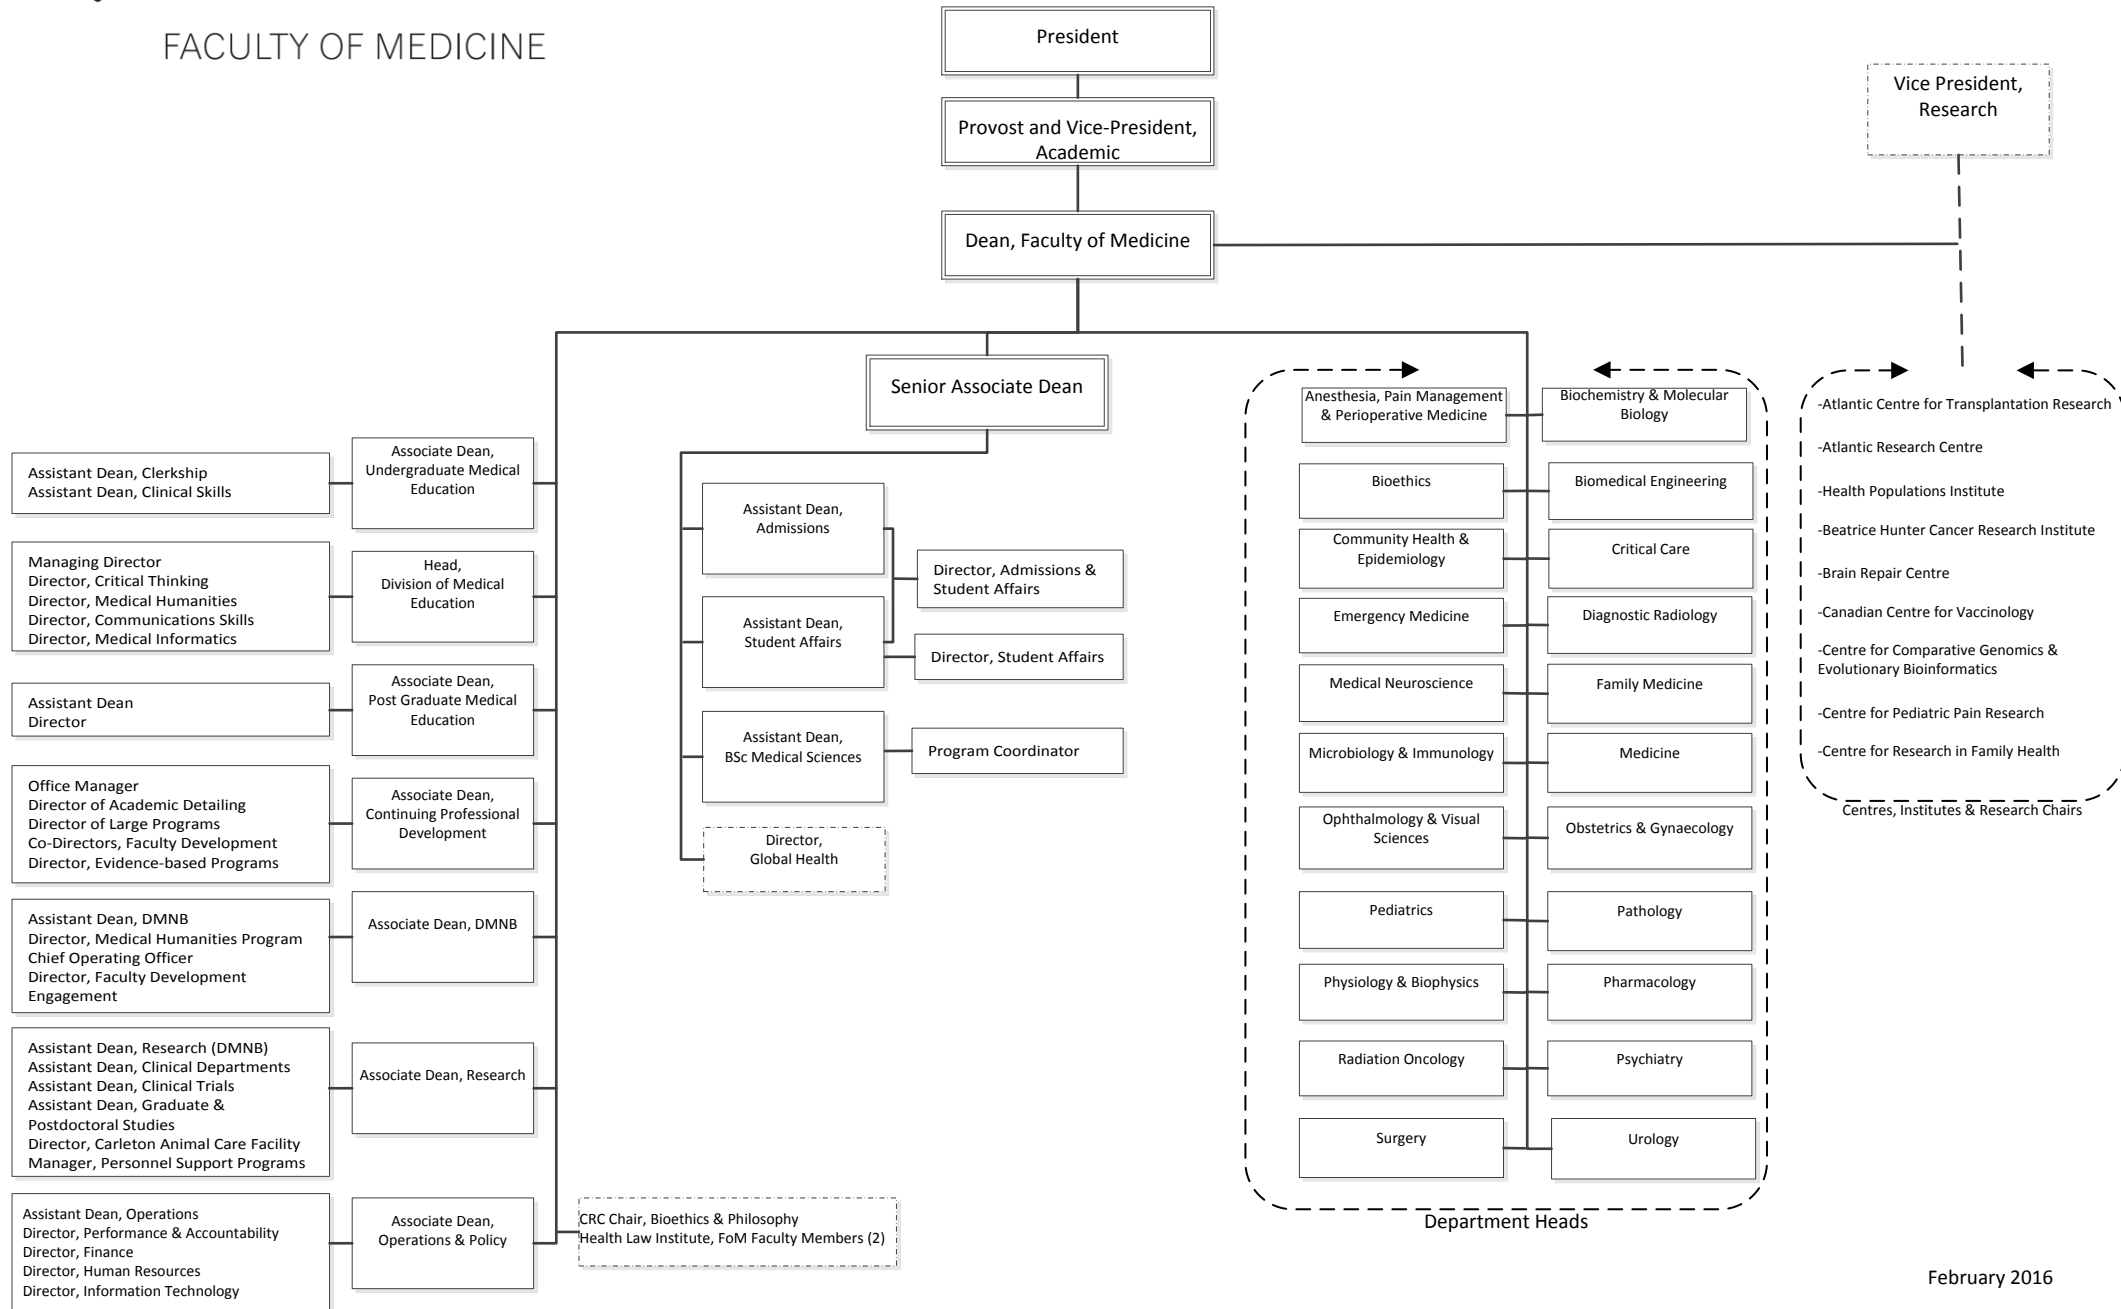 FACULTY OF MEDICINE
President
Provost and Vice-President,
Academic
Vice President,
Research
Dean, Faculty of Medicine
Senior Associate Dean
Associate Dean,
Undergraduate Medical
Education
Assistant Dean, Clerkship
Assistant Dean, Clinical Skills
Head,
Division of Medical
Education
Managing Director
Director, Critical Thinking
Director, Medical Humanities
Director, Communications Skills
Director, Medical Informatics
Associate Dean,
Post Graduate Medical
Education
Assistant Dean
Director
Associate Dean,
Continuing Professional
Development
Office Manager
Director of Academic Detailing
Director of Large Programs
Co-Directors, Faculty Development
Director, Evidence-based Programs
Associate Dean, DMNB
Assistant Dean, DMNB
Director, Medical Humanities Program
Chief Operating Officer
Director, Faculty Development
Engagement
Associate Dean, Research
Assistant Dean, Research (DMNB)
Assistant Dean, Clinical Departments
Assistant Dean, Clinical Trials
Assistant Dean, Graduate &
Postdoctoral Studies
Director, Carleton Animal Care Facility
Manager, Personnel Support Programs
Associate Dean,
Operations & Policy
Assistant Dean, Operations
Director, Performance & Accountability
Director, Finance
Director, Human Resources
Director, Information Technology
CRC Chair, Bioethics & Philosophy
Health Law Institute, FoM Faculty Members (2)
Assistant Dean,
Admissions
Director, Admissions &
Student Affairs
Assistant Dean,
Student Affairs
Director, Student Affairs
Assistant Dean,
BSc Medical Sciences
Program Coordinator
Director,
Global Health
Anesthesia, Pain Management
& Perioperative Medicine
Biochemistry & Molecular
Biology
Bioethics
Biomedical Engineering
Community Health &
Epidemiology
Critical Care
Emergency Medicine
Diagnostic Radiology
Medical Neuroscience
Family Medicine
Microbiology & Immunology
Medicine
Ophthalmology & Visual
Sciences
Obstetrics & Gynaecology
Pediatrics
Pathology
Physiology & Biophysics
Pharmacology
Radiation Oncology
Psychiatry
Surgery
Urology
Department Heads
-Atlantic Centre for Transplantation Research
-Atlantic Research Centre
-Health Populations Institute
-Beatrice Hunter Cancer Research Institute
-Brain Repair Centre
-Canadian Centre for Vaccinology
-Centre for Comparative Genomics &
Evolutionary Bioinformatics
-Centre for Pediatric Pain Research
-Centre for Research in Family Health
Centres, Institutes & Research Chairs
February 2016